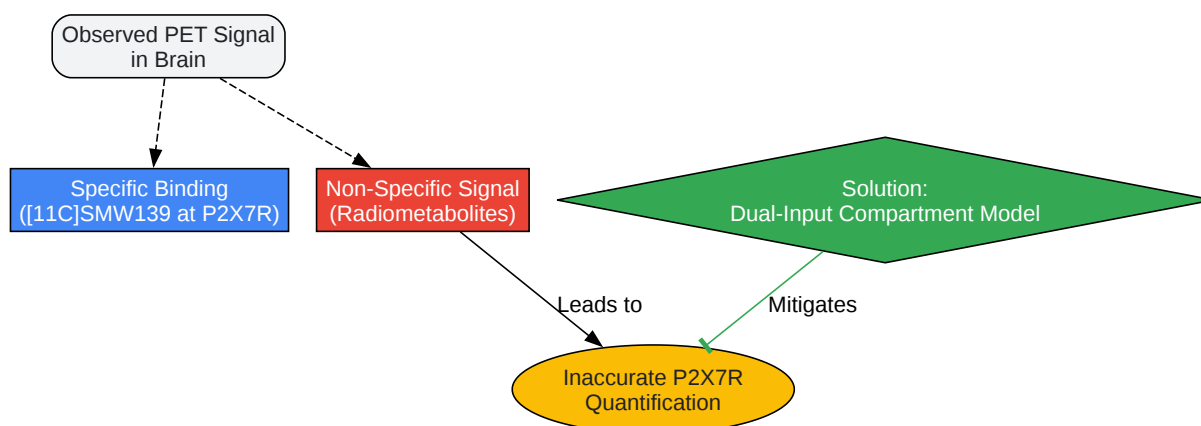 Observed PET Signal
in Brain
Specific Binding
([11C]SMW139 at P2X7R)
Non-Specific Signal
(Radiometabolites)
Solution:
Dual-Input Compartment Model
Leads to
Mitigates
Inaccurate P2X7R
Quantification